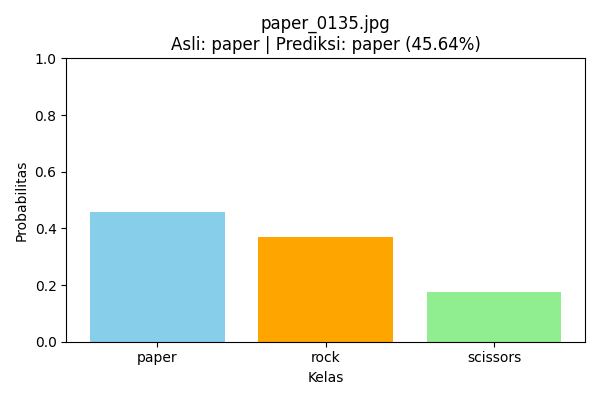 paper_0135.jpg
Asli: paper | Prediksi: paper (45.64%)
1.0
0.8
0.6
0.4
0.2
0.0
Probabilitas
paper rock scissors
Kelas